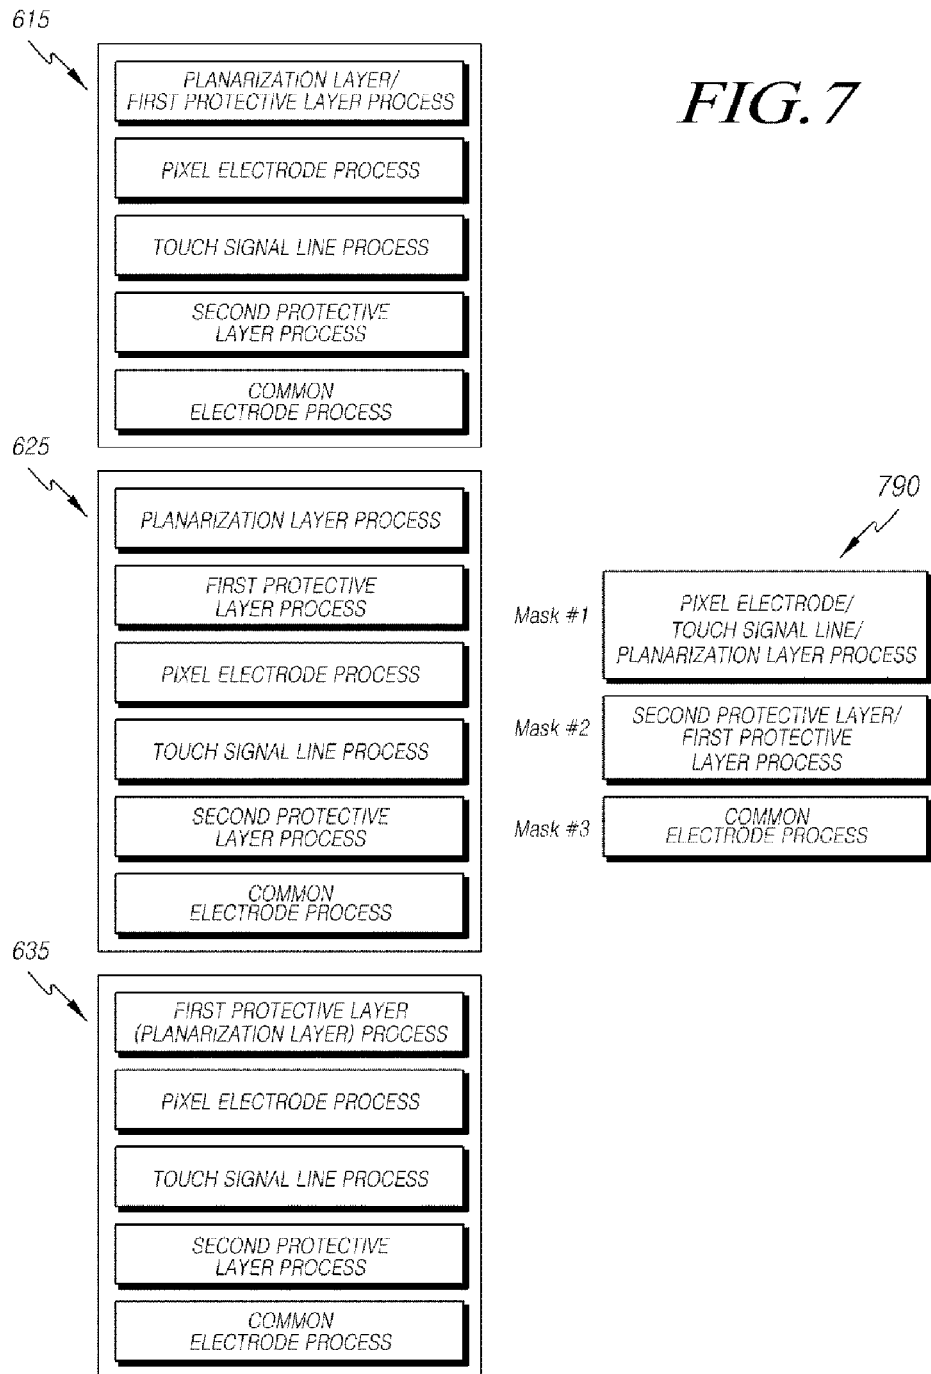 615
FIG. 7
PLANARIZATION LAYER/
FIRST PROTECTIVE LAYER PROCESS
PIXEL ELECTRODE PROCESS
TOUCH SIGNAL LINE PROCESS
SECOND PROTECTIVE
LAYER PROCESS
COMMON
ELECTRODE PROCESS
625
PLANARIZATION LAYER PROCESS
FIRST PROTECTIVE
LAYER PROCESS
PIXEL ELECTRODE PROCESS
TOUCH SIGNAL LINE PROCESS
SECOND PROTECTIVE
LAYER PROCESS
COMMON
ELECTRODE PROCESS
790
Mask #1
PIXEL ELECTRODE/
TOUCH SIGNAL LINE/
PLANARIZATION LAYER PROCESS
Mask #2
SECOND PROTECTIVE LAYER/
FIRST PROTECTIVE
LAYER PROCESS
Mask #3
COMMON
ELECTRODE PROCESS
635
FIRST PROTECTIVE LAYER
(PLANARIZATION LAYER) PROCESS
PIXEL ELECTRODE PROCESS
TOUCH SIGNAL LINE PROCESS
SECOND PROTECTIVE
LAYER PROCESS
COMMON
ELECTRODE PROCESS